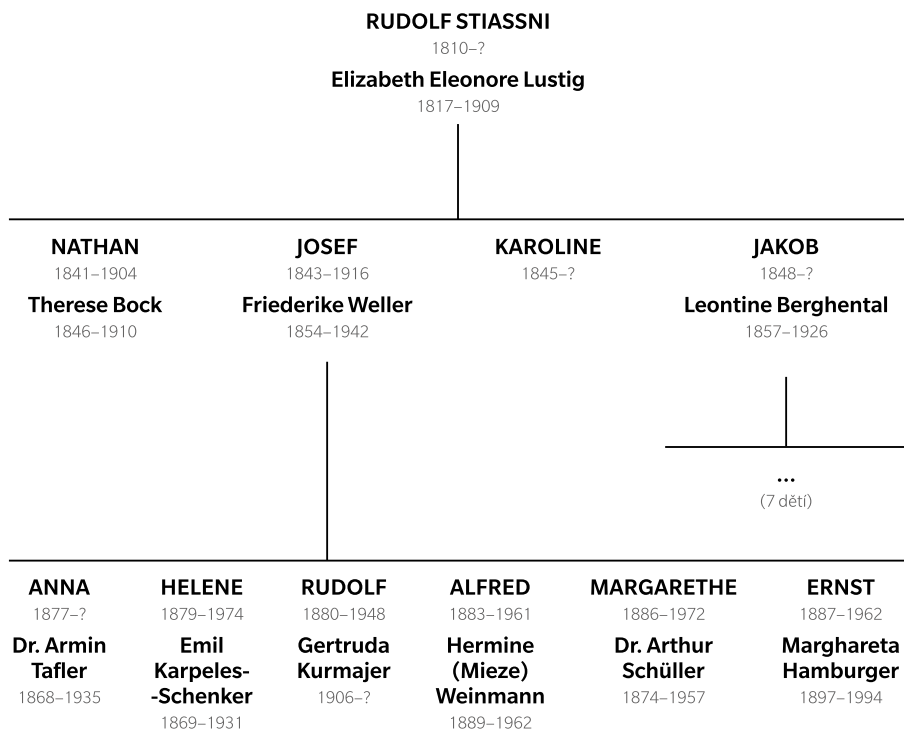 RUDOLF STIASSNI
1810–?
Elizabeth Eleonore Lustig
1817–1909
NATHAN
1841–1904
Therese Bock
1846–1910
JOSEF
1843–1916
Friederike Weller
1854–1942
KAROLINE
1845–?
JAKOB
1848–?
Leontine Berghental
1857–1926
...
(7 dětí)
ANNA
1877–?
Dr. Armin
Tafler
1868–1935
HELENE
1879–1974
Emil
Karpeles-
-Schenker
1869–1931
RUDOLF
1880–1948
Gertruda
Kurmajer
1906–?
ALFRED
1883–1961
Hermine
(Mieze)
Weinmann
1889–1962
MARGARETHE
1886–1972
Dr. Arthur
Schüller
1874–1957
ERNST
1887–1962
Marghareta
Hamburger
1897–1994